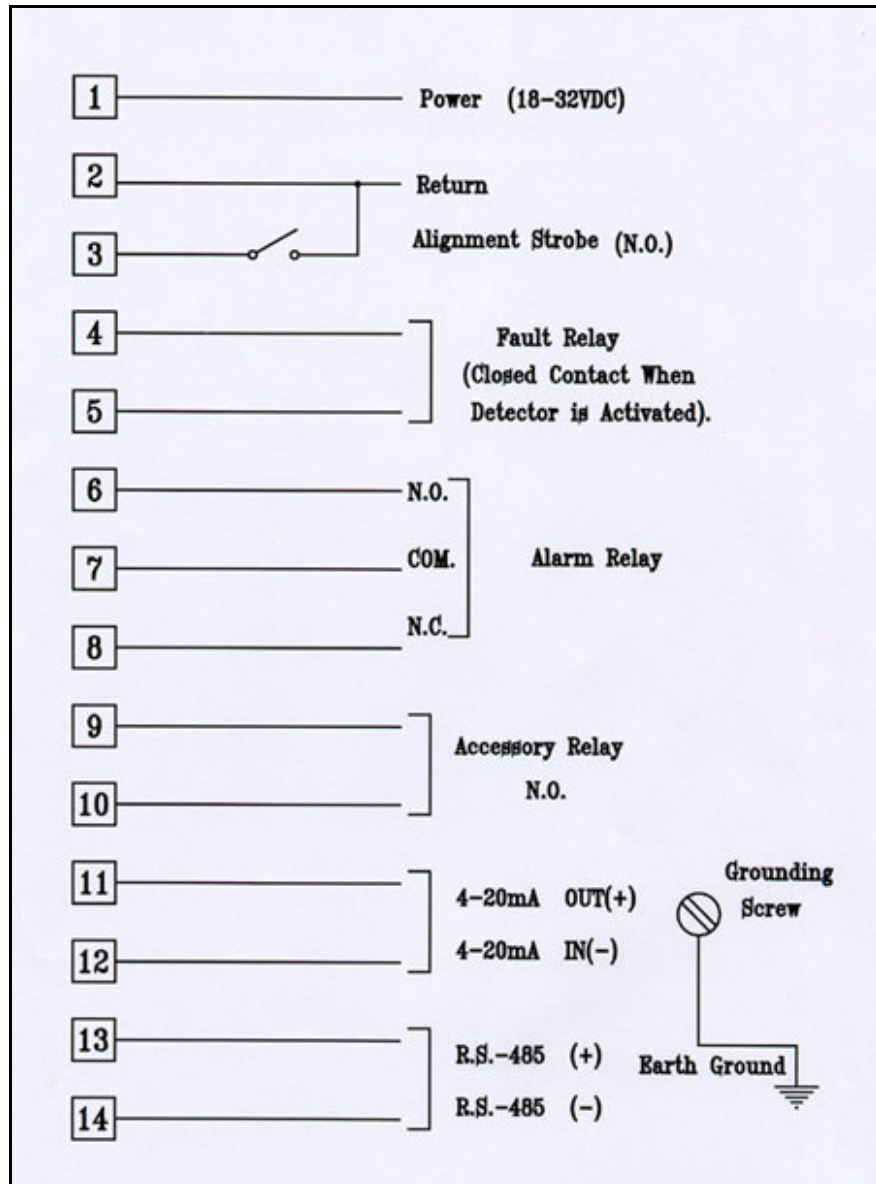 1 Power (18-32VDC)
2 Return
3 Alignment Strobe (N.O.)
4 Fault Relay
(Closed Contact When
5 Detector is Activated).
6 N.O.
7 COM. Alarm Relay
8 N.C.
9 Accessory Relay
10 N.O.
11 4-20mA OUT(+)
12 4-20mA IN(-)
Grounding
Screw
13 R.S.-485 (+)
14 R.S.-485 (-)
Earth Ground